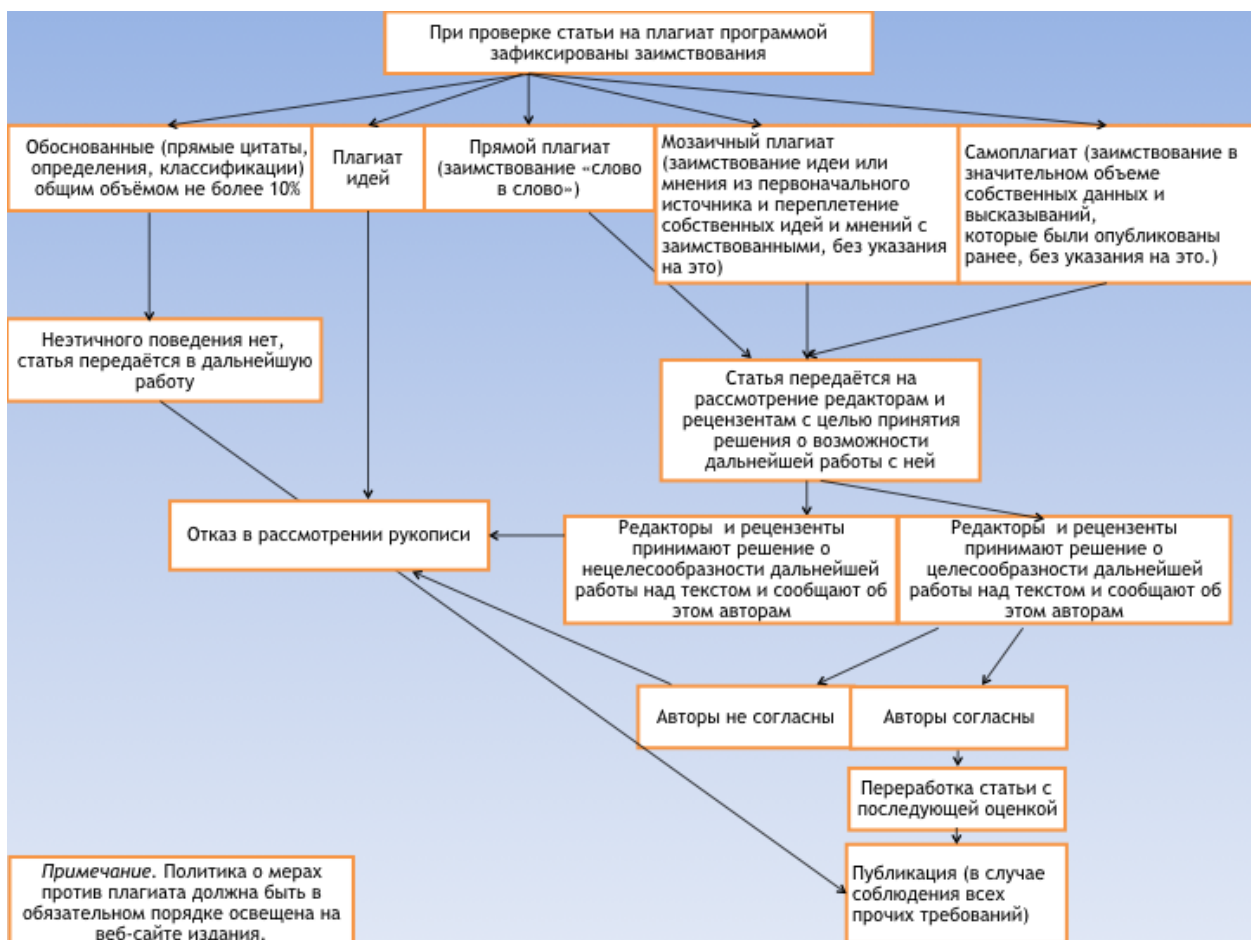 При проверке статьи на плагиат программой
зафиксированы заимствования
Обоснованные (прямые цитаты,
определения, классификации)
общим объёмом не более 10%
Плагиат
идей
Прямой плагиат
(заимствование «слово
в слово»)
Мозаичный плагиат
(заимствование идеи или
мнения из первоначального
источника и переплетение
собственных идей и мнений с
заимствованными, без указания
на это)
Самоплагиат (заимствование в
значительном объеме
собственных данных и
высказываний,
которые были опубликованы
ранее, без указания на это.)
Неэтичного поведения нет,
статья передаётся в дальнейшую
работу
Статья передаётся на
рассмотрение редакторам и
рецензентам с целью принятия
решения о возможности
дальнейшей работы с ней
Отказ в рассмотрении рукописи
Редакторы и рецензенты
принимают решение о
нецелесообразности дальнейшей
работы над текстом и сообщают об
этом авторам
Редакторы и рецензенты
принимают решение о
целесообразности дальнейшей
работы над текстом и сообщают об
этом авторам
Авторы не согласны
Авторы согласны
Переработка статьи с
последующей оценкой
Публикация (в случае
соблюдения всех
прочих требований)
Примечание. Политика о мерах
против плагиата должна быть в
обязательном порядке освещена на
веб-сайте издания.